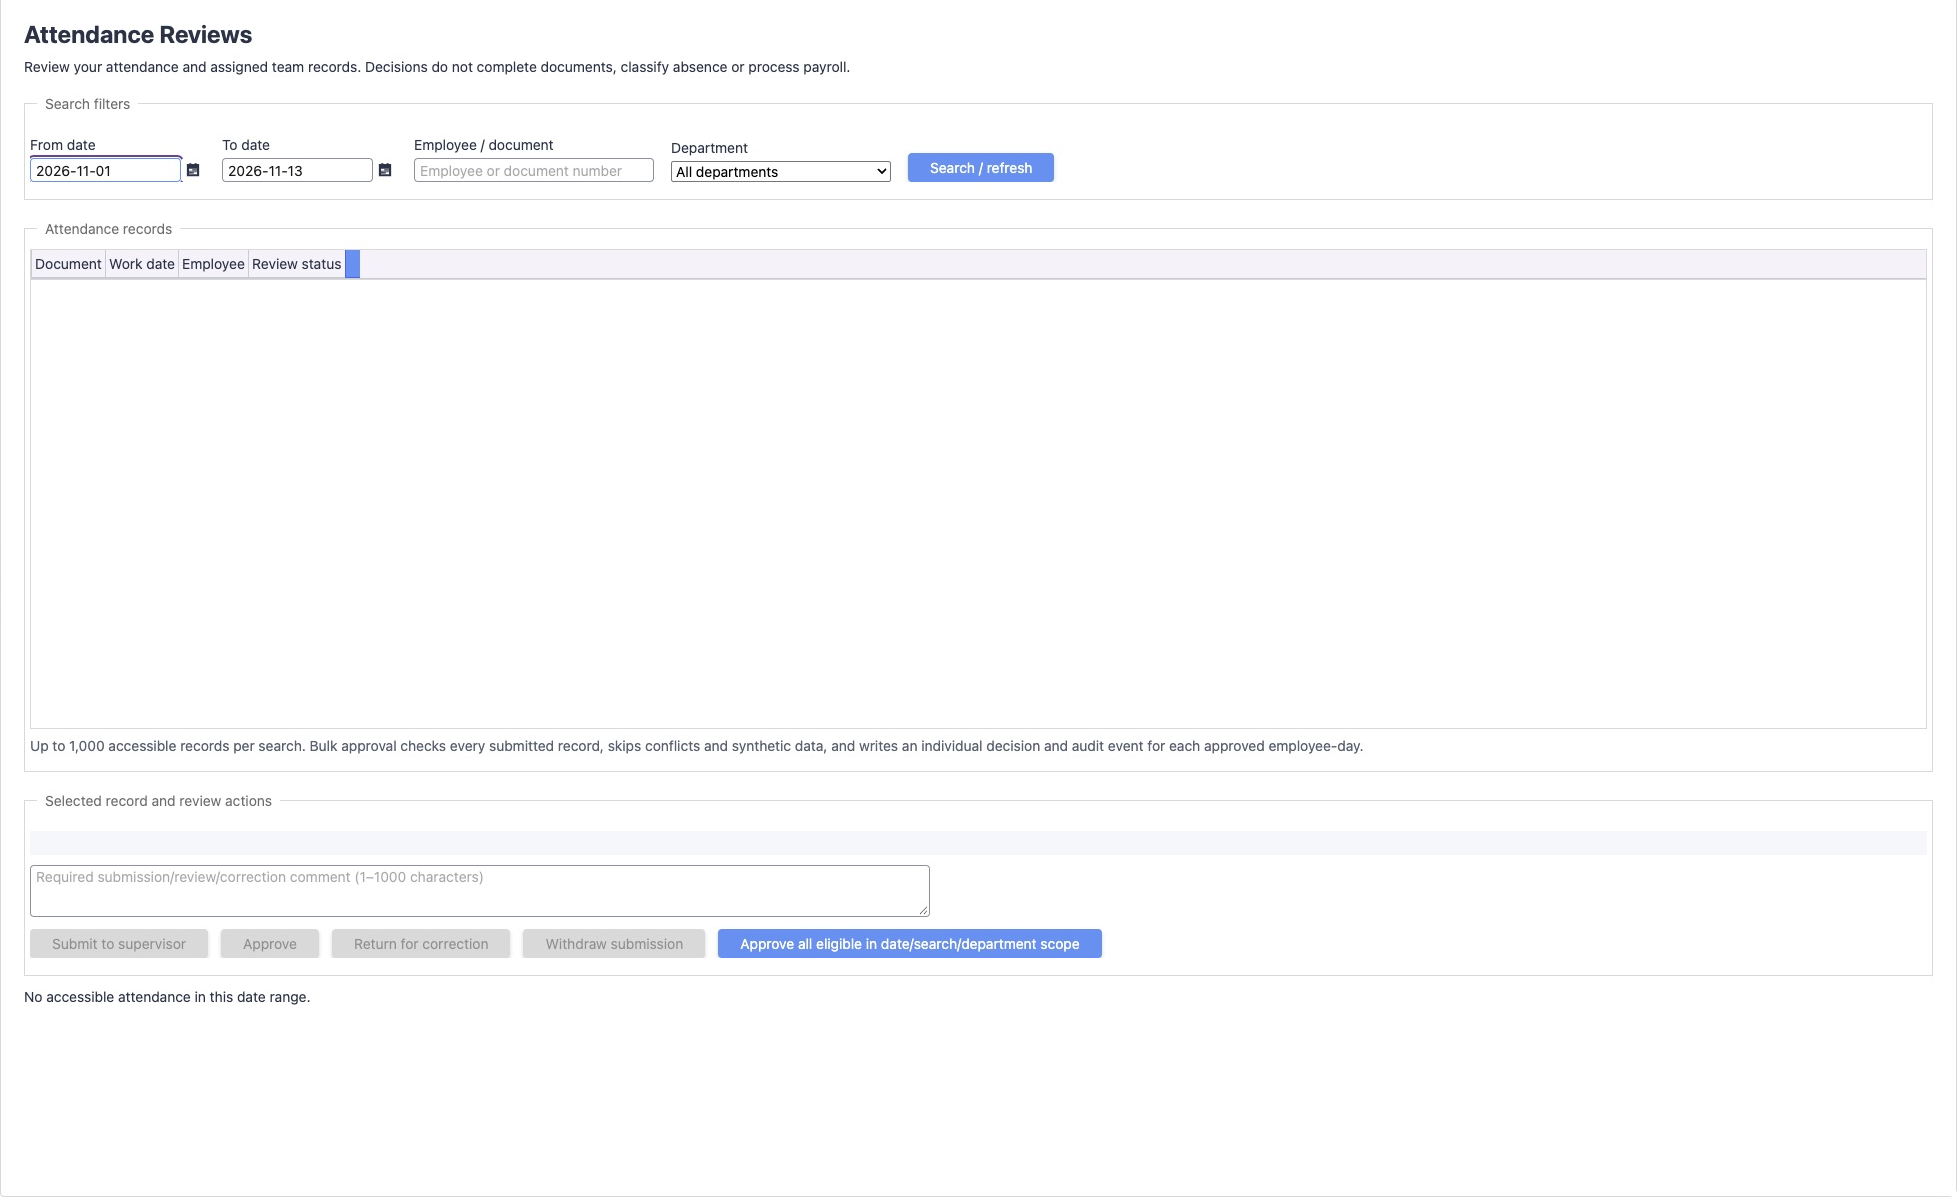 Attendance Reviews
Review your attendance and assigned team records. Decisions do not complete documents, classify absence or process payroll.
Search filters
From date
2026-11-01
To date
2026-11-13
Employee / document
Employee or document number
Department
All departments
Search / refresh
Attendance records
Document Work date Employee Review status
Up to 1,000 accessible records per search. Bulk approval checks every submitted record, skips conflicts and synthetic data, and writes an individual decision and audit event for each approved employee-day.
Selected record and review actions
Required submission/review/correction comment (1–1000 characters)
Submit to supervisor Approve Return for correction Withdraw submission Approve all eligible in date/search/department scope
No accessible attendance in this date range.